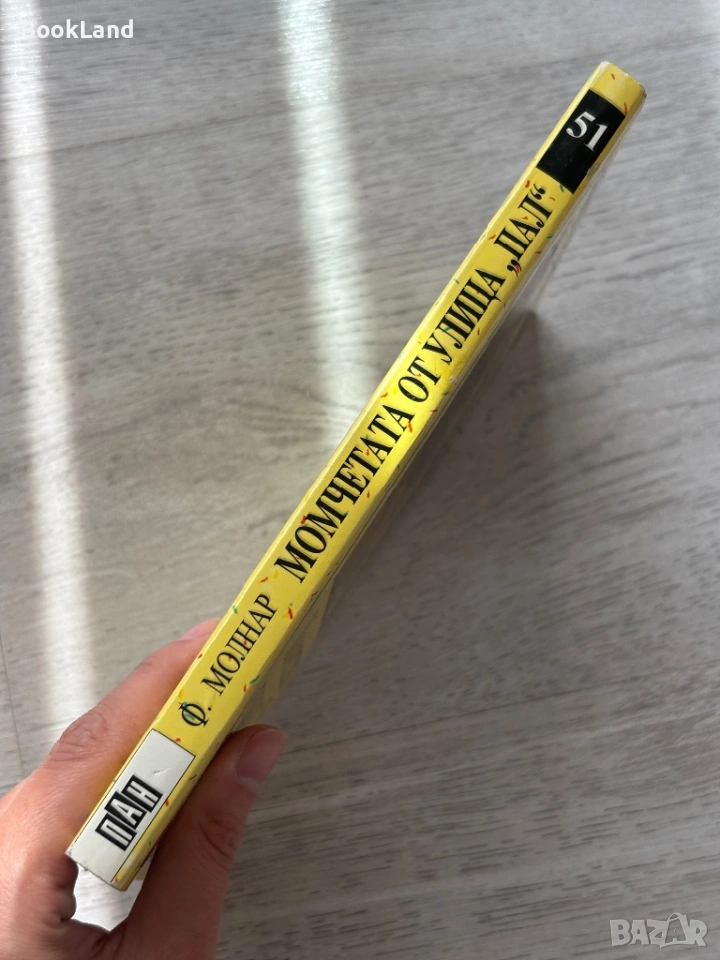 BookLand
51
Ф. МОЛНАР МОМЧЕТАТА ОТ УЛИЦА „ПАЛ“
ПАН
BAZAR